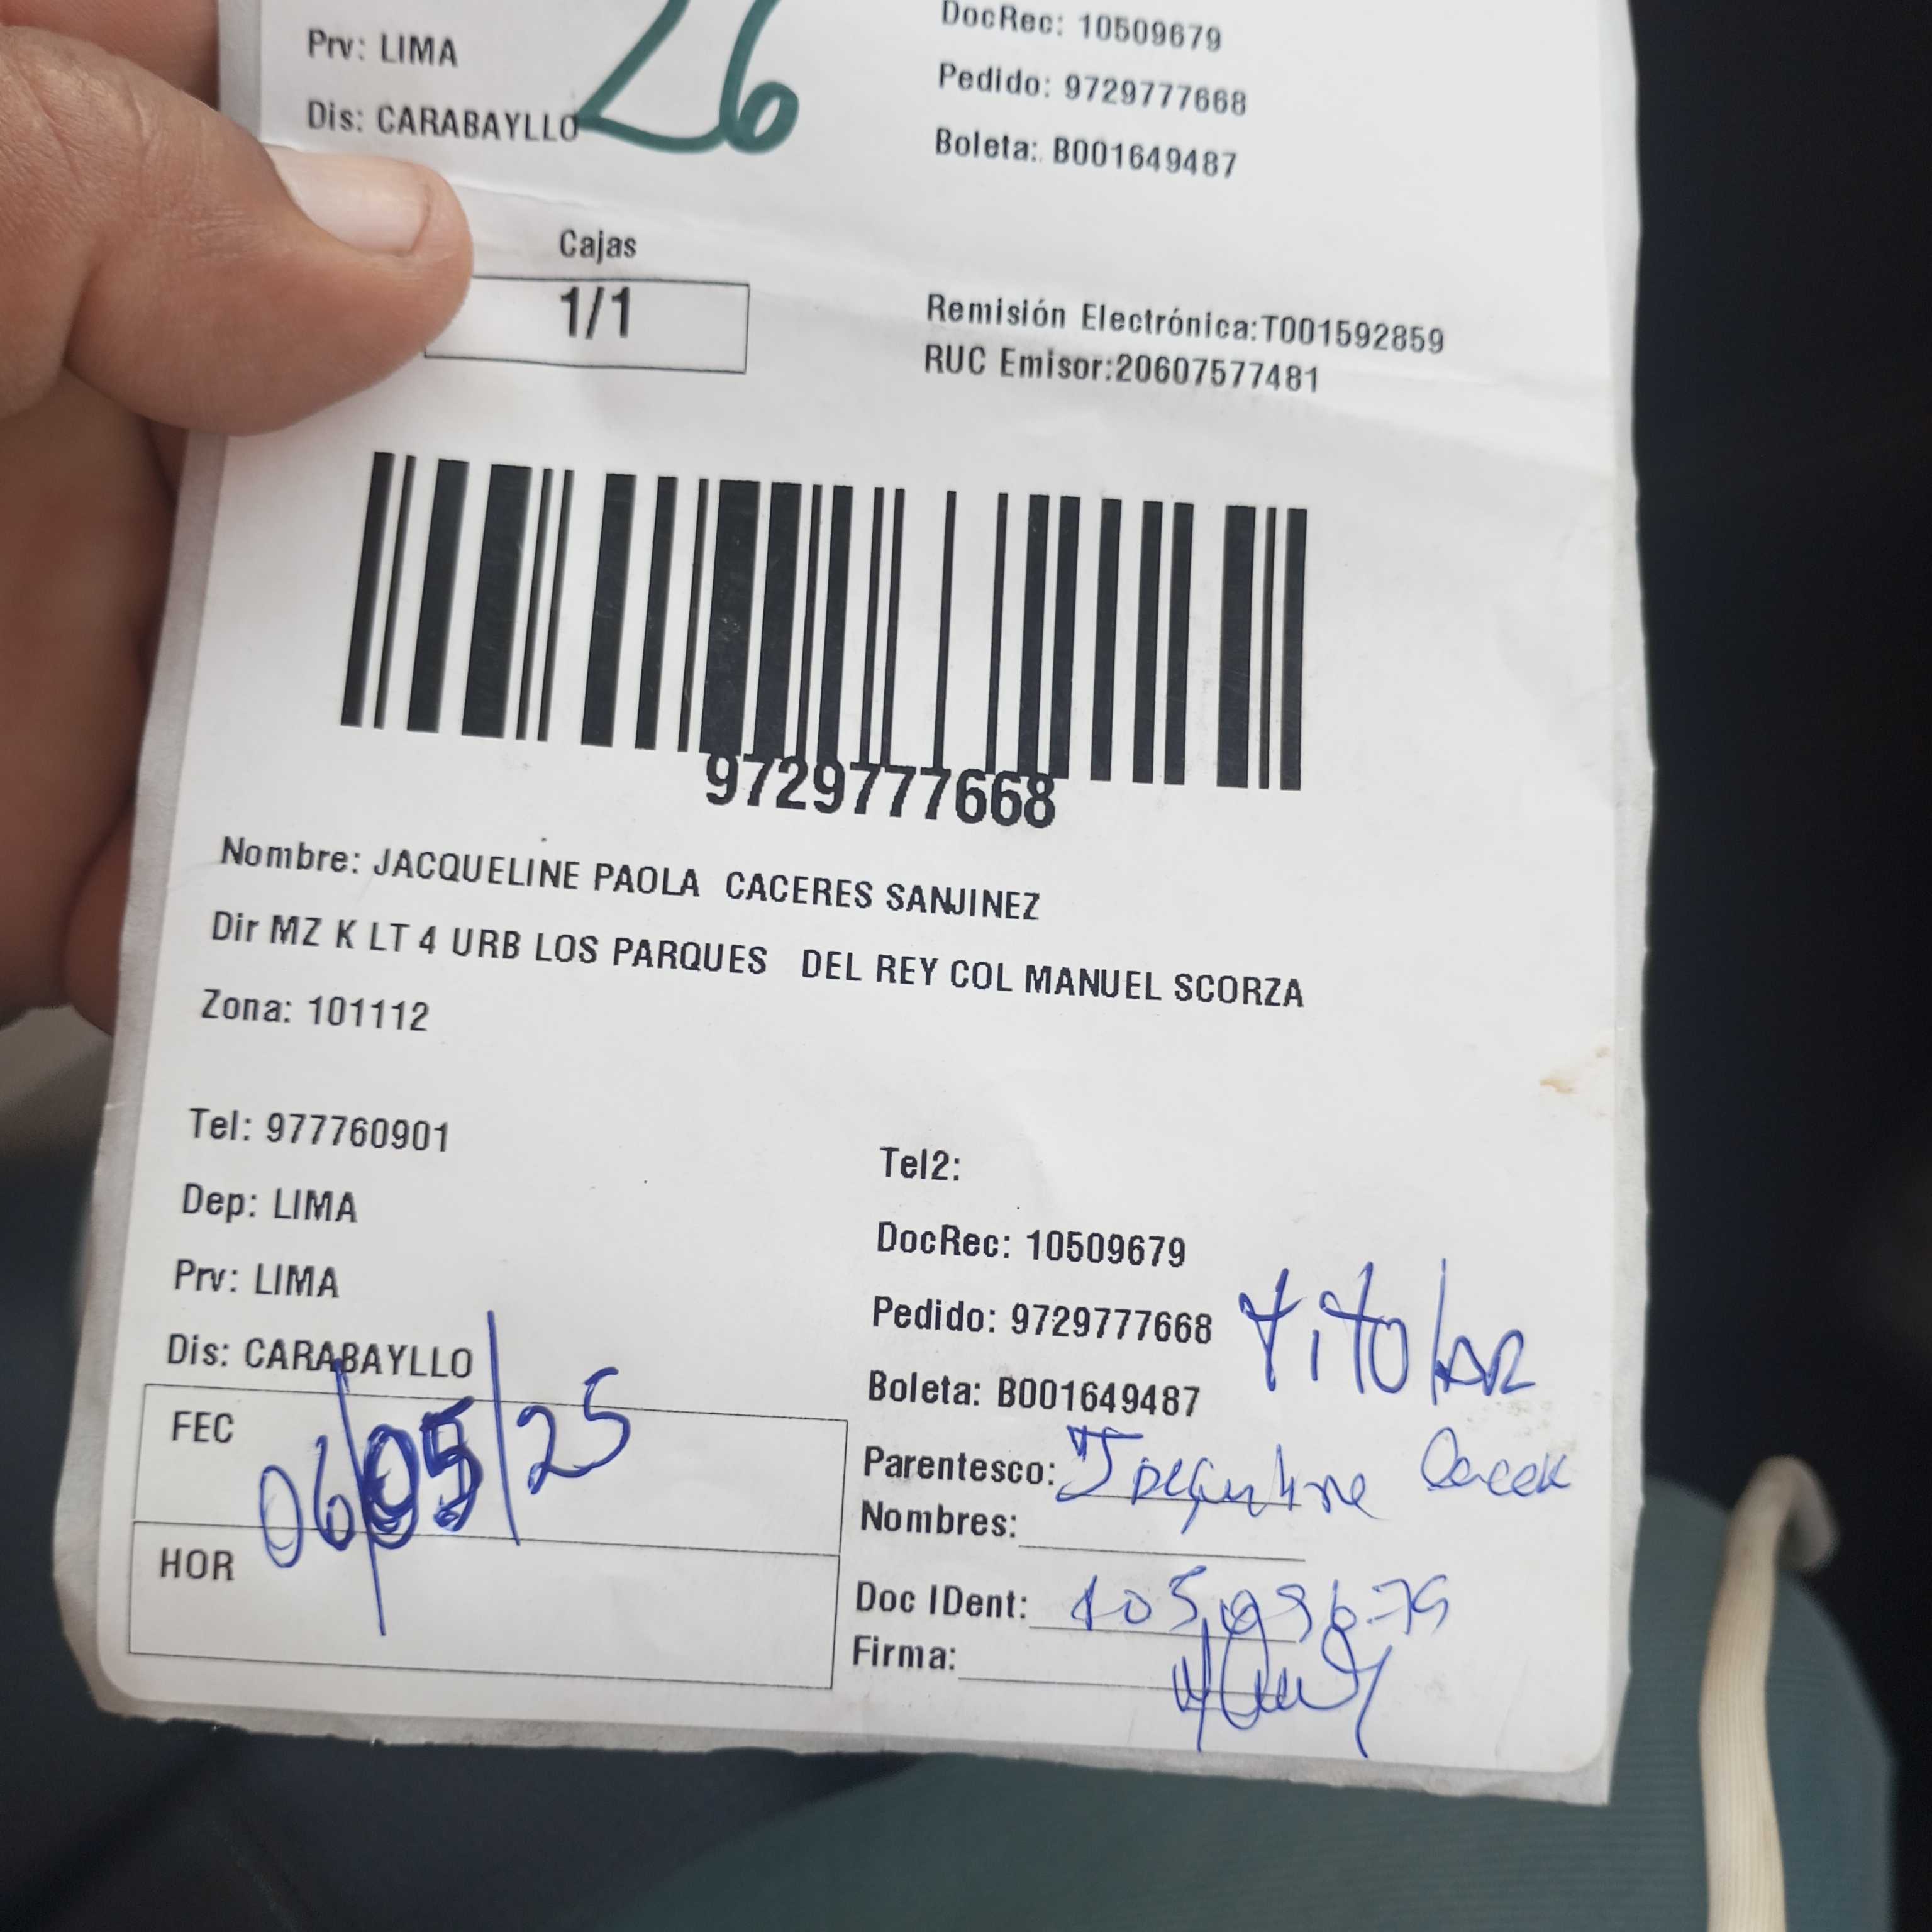 26
Prv: LIMA
Dis: CARABAYLLO
DocRec: 10509679
Pedido: 9729777668
Boleta: B001649487
Cajas
1/1
Remisión Electrónica:T001592859
RUC Emisor:20607577481
9729777668
Nombre: JACQUELINE PAOLA CACERES SANJINEZ
Dir MZ K LT 4 URB LOS PARQUES DEL REY COL MANUEL SCORZA
Zona: 101112
Tel: 977760901
Dep: LIMA
Prv: LIMA
Dis: CARABAYLLO
FEC 06/05/25
HOR
Tel2:
DocRec: 10509679
Pedido: 9729777668 titolar
Boleta: B001649487
Parentesco:
Nombres:
Doc IDent: 10509679
Firma: